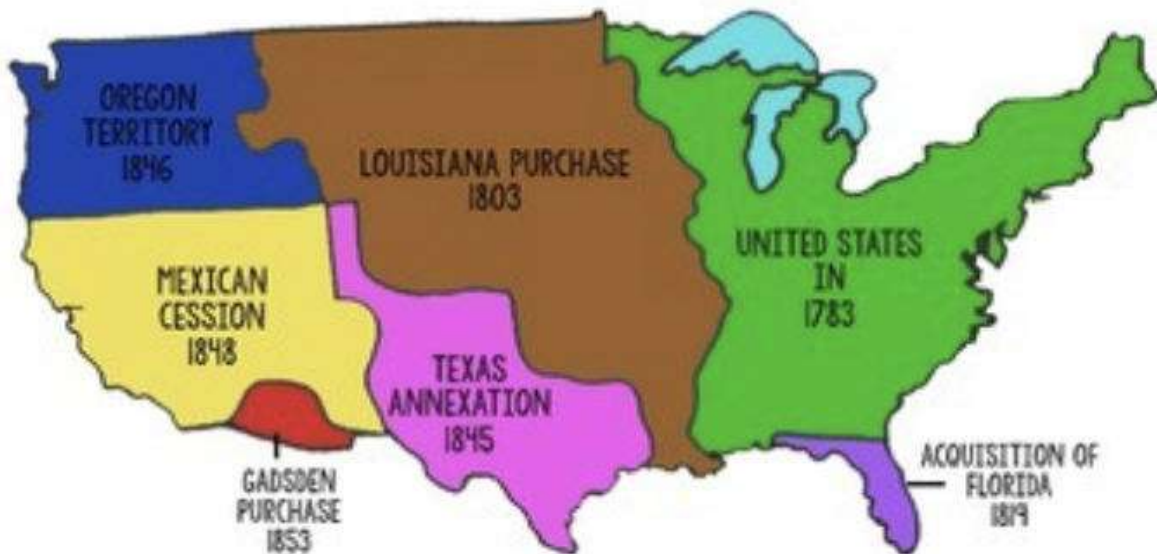 OREGON
TERRITORY
1846
LOUISIANA PURCHASE
1803
UNITED STATES
IN
1783
MEXICAN
CESSION
1848
TEXAS
ANNEXATION
1845
GADSDEN
PURCHASE
1853
ACQUISITION OF
FLORIDA
1819